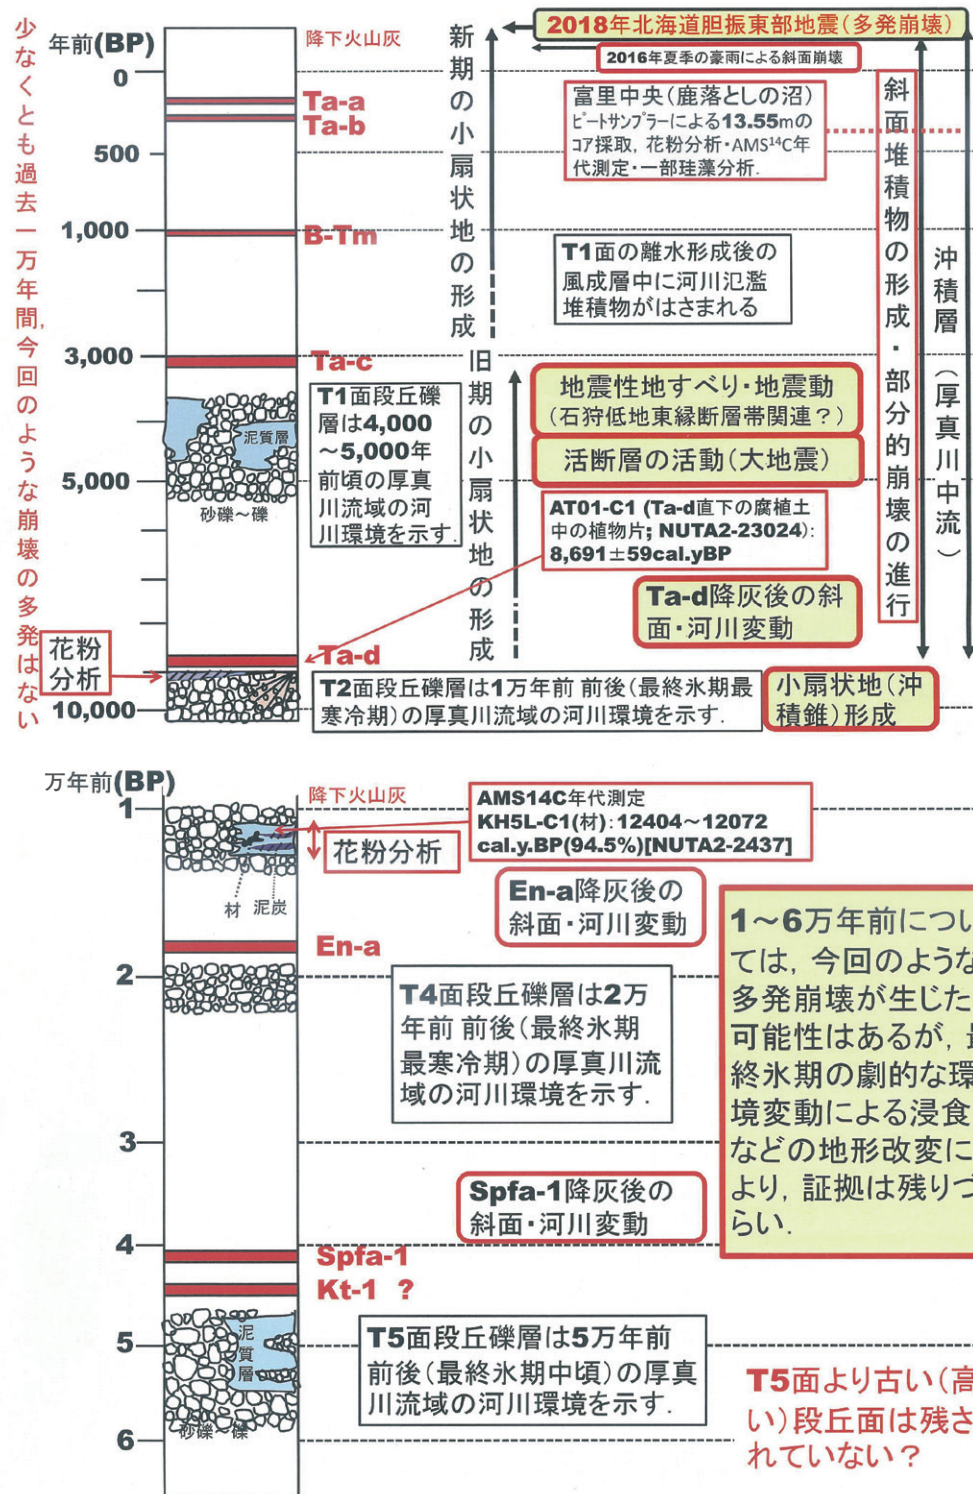 少なくとも過去一万年間,今回のような崩壊の多発はない
年前(BP)
0
500
1,000
3,000
5,000
10,000
降下火山灰
Ta-a
Ta-b
B-Tm
Ta-c
Ta-d
新期の小扇状地の形成
旧期の小扇状地の形成
2018年北海道胆振東部地震(多発崩壊)
2016年夏季の豪雨による斜面崩壊
富里中央(鹿落としの沼)
ピートサンプラーによる13.55mの
コア採取, 花粉分析・AMS¹⁴C年
代測定・一部珪藻分析.
斜面堆積物の形成・部分的崩壊の進行
沖積層(厚真川中流)
T1面の離水形成後の
風成層中に河川氾濫
堆積物がはさまれる
泥質層
砂礫~礫
T1面段丘礫
層は4,000
~5,000年
前頃の厚真
川流域の河
川環境を示す.
地震性地すべり・地震動
(石狩低地東縁断層帯関連?)
活断層の活動(大地震)
AT01-C1 (Ta-d直下の腐植土
中の植物片; NUTA2-23024):
8,691±59cal.yBP
Ta-d降灰後の斜
面・河川変動
花粉
分析
T2面段丘礫層は1万年前 前後(最終氷期最
寒冷期)の厚真川流域の河川環境を示す.
小扇状地(沖
積錐)形成
万年前(BP)
1
2
3
4
5
6
降下火山灰
花粉分析
AMS14C年代測定
KH5L-C1(材):12404~12072
cal.y.BP(94.5%)[NUTA2-2437]
材 泥炭
En-a降灰後の
斜面・河川変動
En-a
T4面段丘礫層は2万
年前 前後(最終氷期
最寒冷期)の厚真川流
域の河川環境を示す.
1~6万年前につい
ては, 今回のような
多発崩壊が生じた
可能性はあるが, 最
終氷期の劇的な環
境変動による浸食
などの地形改変に
より, 証拠は残りづ
らい.
Spfa-1降灰後の
斜面・河川変動
Spfa-1
Kt-1 ?
泥質層
砂礫~礫
T5面段丘礫層は5万年前
前後(最終氷期中頃)の厚真
川流域の河川環境を示す.
T5面より古い(高
い)段丘面は残さ
れていない?